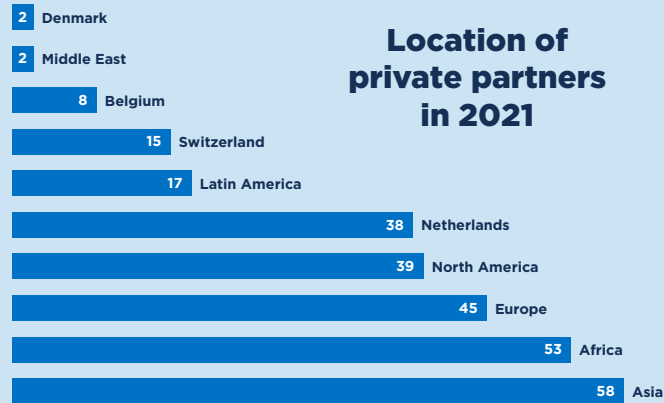 Location of
private partners
in 2021
2 Denmark
2 Middle East
8 Belgium
15 Switzerland
17 Latin America
38 Netherlands
39 North America
45 Europe
53 Africa
58 Asia